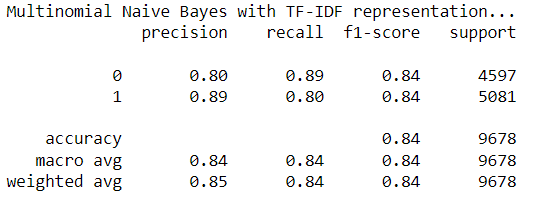 Multinomial Naive Bayes with TF-IDF representation...
precision recall f1-score support
0 0.80 0.89 0.84 4597
1 0.89 0.80 0.84 5081
accuracy 0.84 9678
macro avg 0.84 0.84 0.84 9678
weighted avg 0.85 0.84 0.84 9678